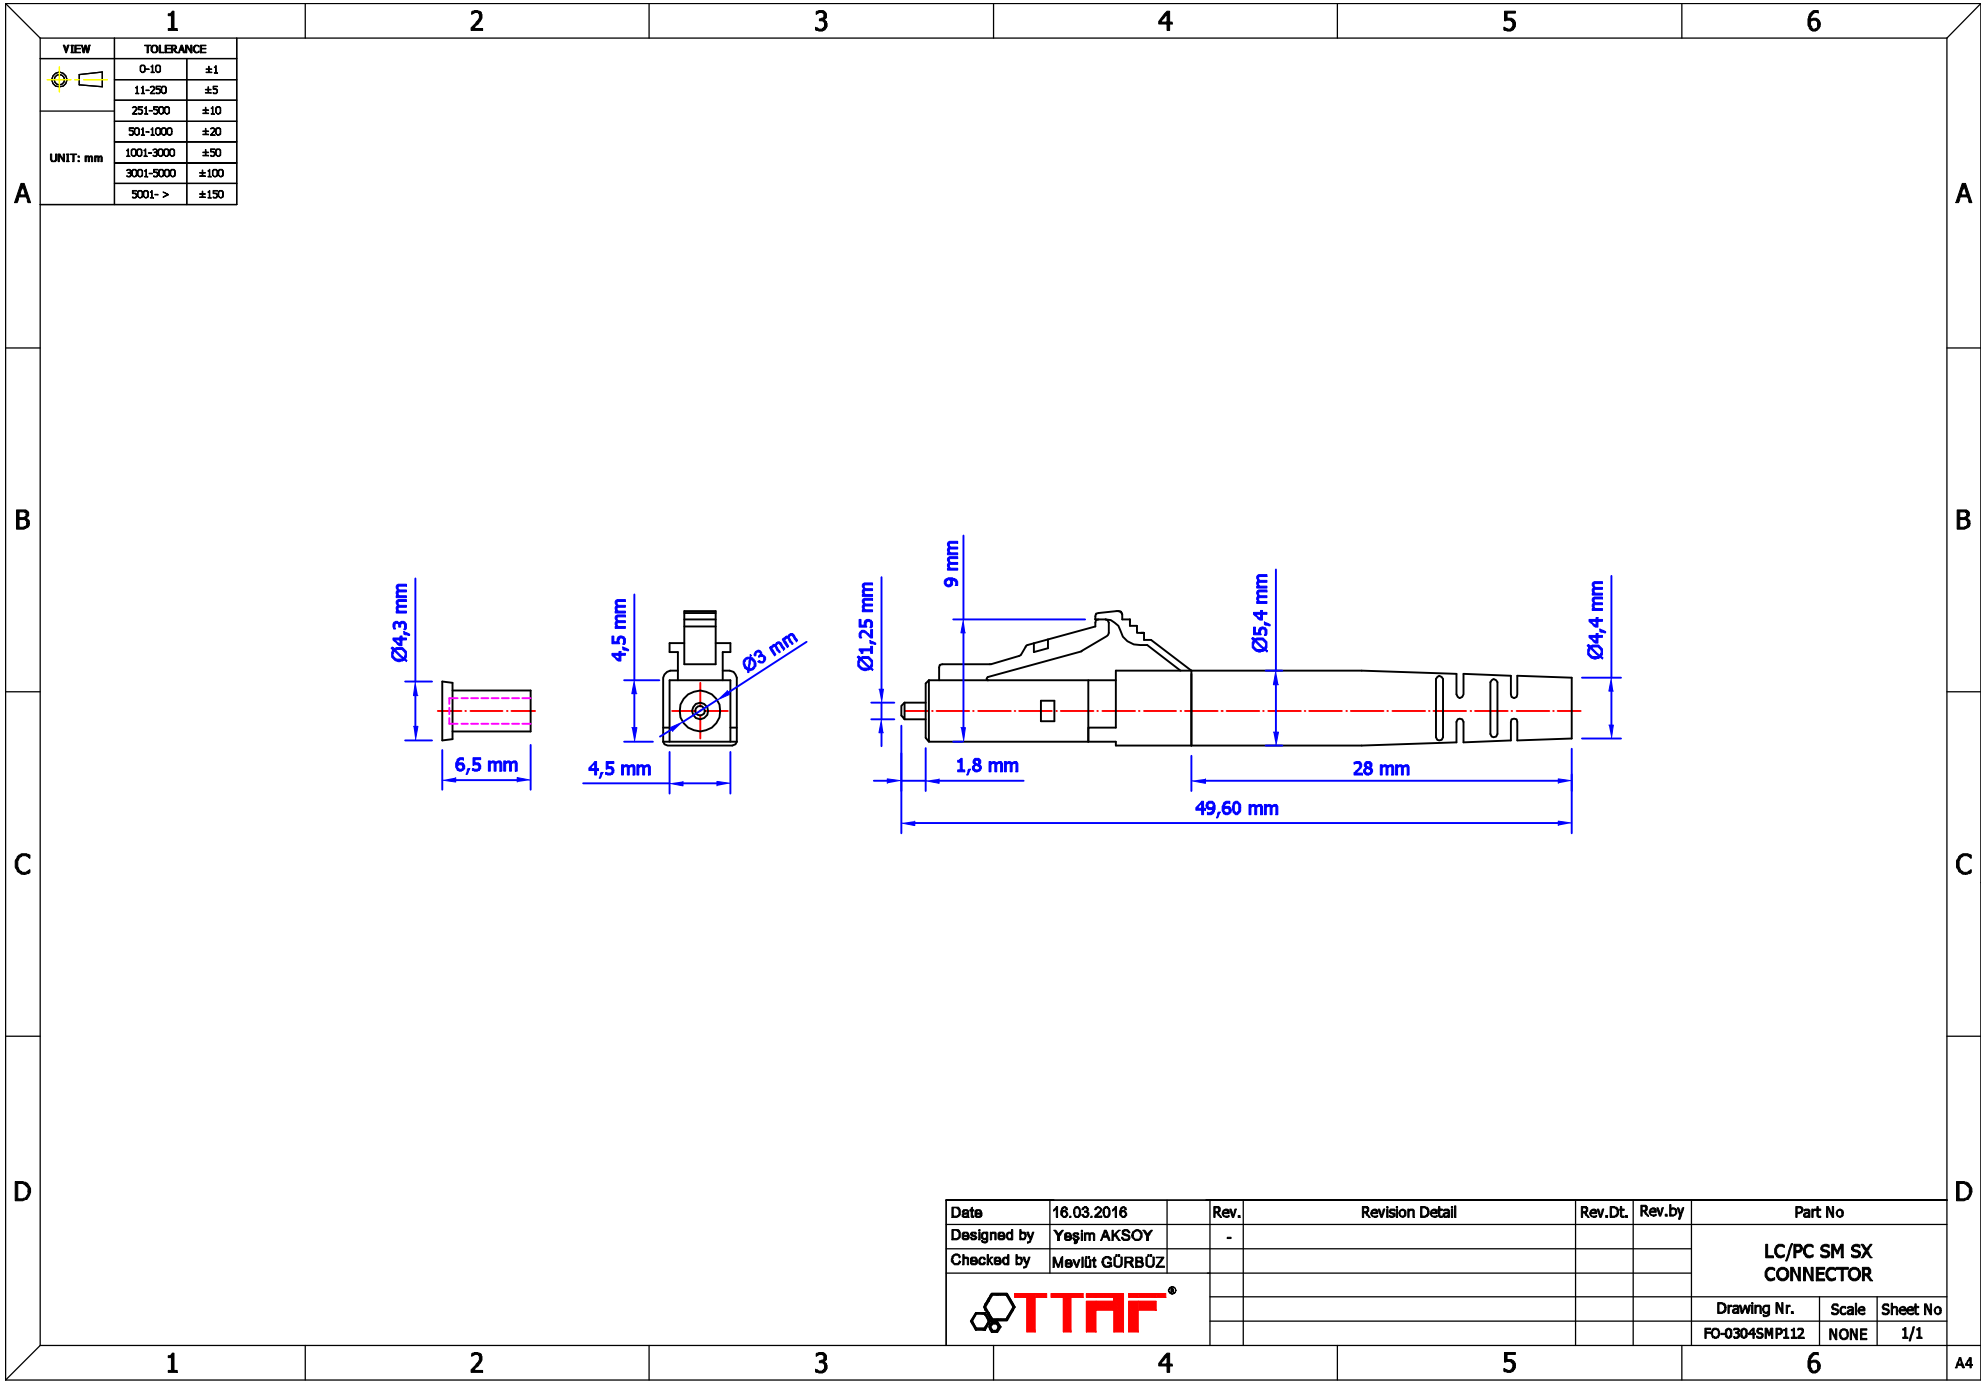 1 2 3 4 5 6
VIEW TOLERANCE
0-10 ±1
11-250 ±5
251-500 ±10
501-1000 ±20
UNIT: mm
1001-3000 ±50
3001-5000 ±100
5001- > ±150
A A
B B
9 mm
Ø4,3 mm
4,5 mm
Ø3 mm
Ø1,25 mm
Ø5,4 mm
Ø4,4 mm
6,5 mm
4,5 mm
1,8 mm
28 mm
49,60 mm
C C
D D
Date 16.03.2016 Rev. Revision Detail Rev.Dt. Rev.by Part No
Designed by Yeşim AKSOY -
Checked by Mevlüt GÜRBÜZ
LC/PC SM SX
CONNECTOR
TTAF®
Drawing Nr. Scale Sheet No
FO-0304SMP112 NONE 1/1
1 2 3 4 5 6 A4